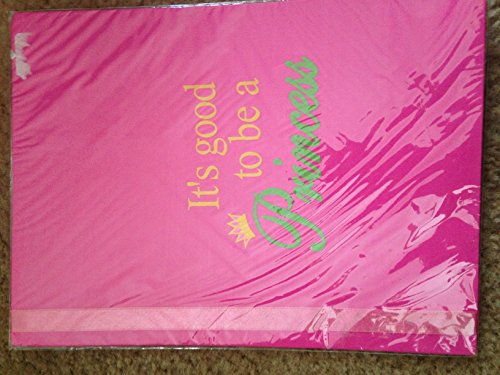 It's good
to be a
Princess